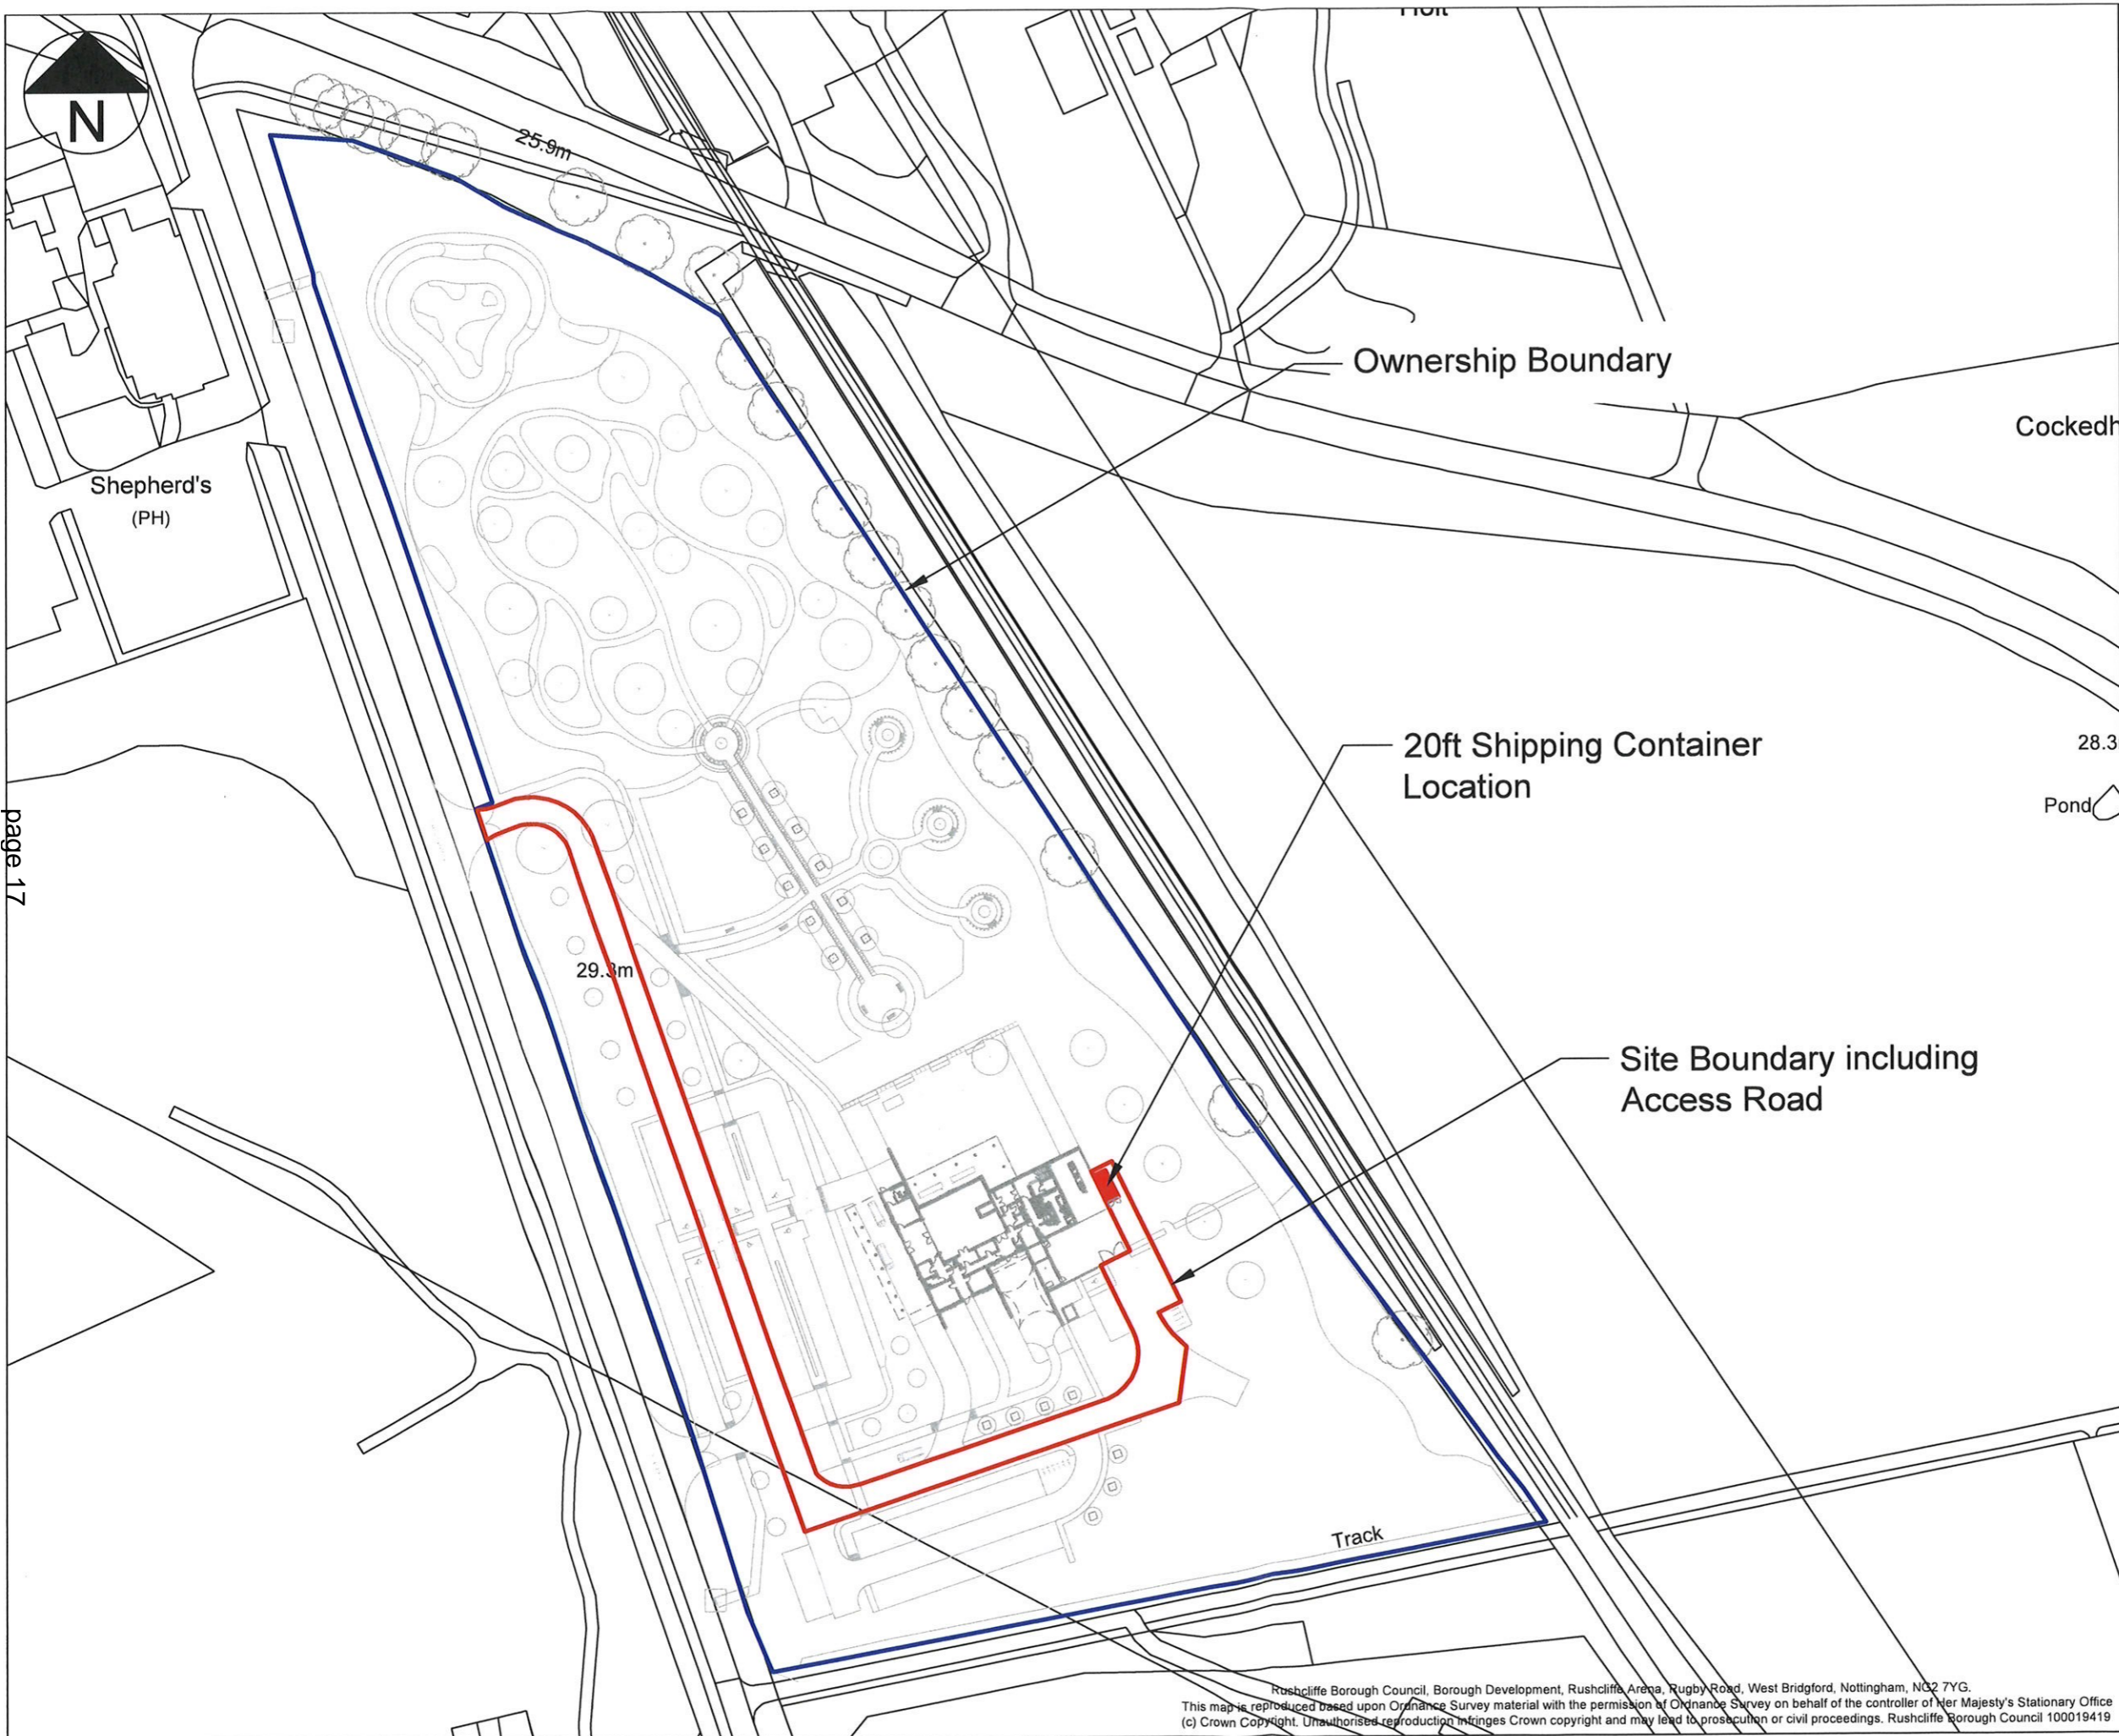 N
25.9m
Ownership Boundary
Shepherd's
(PH)
20ft Shipping Container
Location
28.3
Pond
page 17
29.3m
Site Boundary including
Access Road
Track
Rushcliffe Borough Council, Borough Development, Rushcliffe Arena, Rugby Road, West Bridgford, Nottingham, NG2 7YG.
This map is reproduced based upon Ordnance Survey material with the permission of Ordnance Survey on behalf of the controller of Her Majesty's Stationary Office
(c) Crown Copyright. Unauthorised reproduction infringes Crown copyright and may lead to prosecution or civil proceedings. Rushcliffe Borough Council 100019419